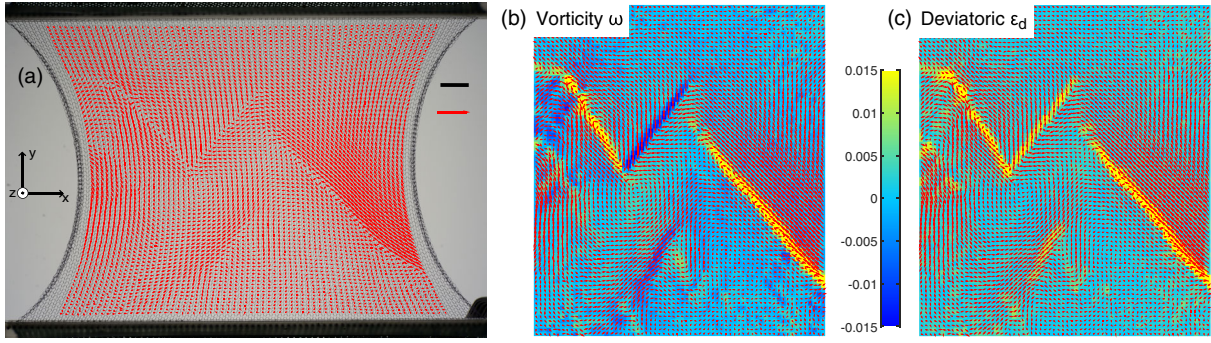 (a)
y
z
x
(b) Vorticity ω
0.015
0.01
0.005
0
-0.005
-0.01
-0.015
(c) Deviatoric ε_d